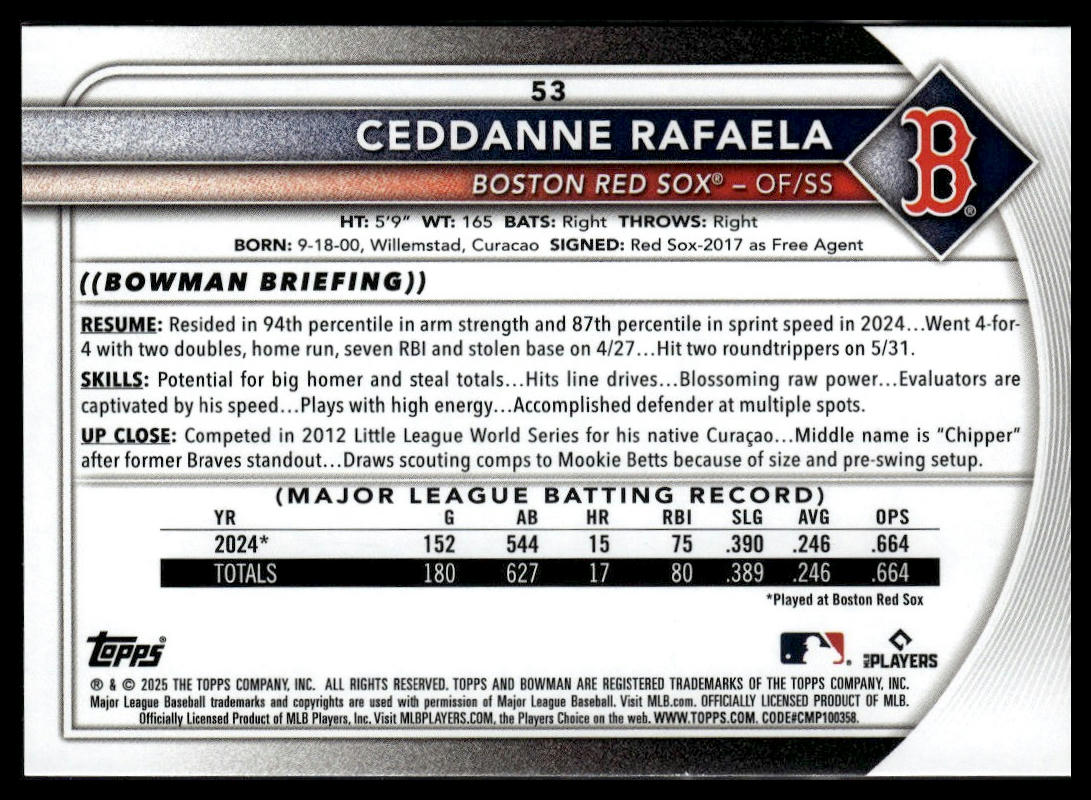 53
CEDDANNE RAFAELA
BOSTON RED SOX® – OF/SS
B
®
HT: 5'9" WT: 165 BATS: Right THROWS: Right
BORN: 9-18-00, Willemstad, Curacao SIGNED: Red Sox-2017 as Free Agent
((BOWMAN BRIEFING))
RESUME: Resided in 94th percentile in arm strength and 87th percentile in sprint speed in 2024...Went 4-for-
4 with two doubles, home run, seven RBI and stolen base on 4/27...Hit two roundtrippers on 5/31.
SKILLS: Potential for big homer and steal totals...Hits line drives...Blossoming raw power...Evaluators are
captivated by his speed...Plays with high energy...Accomplished defender at multiple spots.
UP CLOSE: Competed in 2012 Little League World Series for his native Curaçao...Middle name is "Chipper"
after former Braves standout...Draws scouting comps to Mookie Betts because of size and pre-swing setup.
(MAJOR LEAGUE BATTING RECORD)
YR G AB HR RBI SLG AVG OPS
2024* 152 544 15 75 .390 .246 .664
TOTALS 180 627 17 80 .389 .246 .664
*Played at Boston Red Sox
topps®
MLB PLAYERS
® & © 2025 THE TOPPS COMPANY, INC. ALL RIGHTS RESERVED. TOPPS AND BOWMAN ARE REGISTERED TRADEMARKS OF THE TOPPS COMPANY, INC.
Major League Baseball trademarks and copyrights are used with permission of Major League Baseball. Visit MLB.com. OFFICIALLY LICENSED PRODUCT OF MLB.
Officially Licensed Product of MLB Players, Inc. Visit MLBPLAYERS.COM, the Players Choice on the web. WWW.TOPPS.COM. CODE#CMP100358.